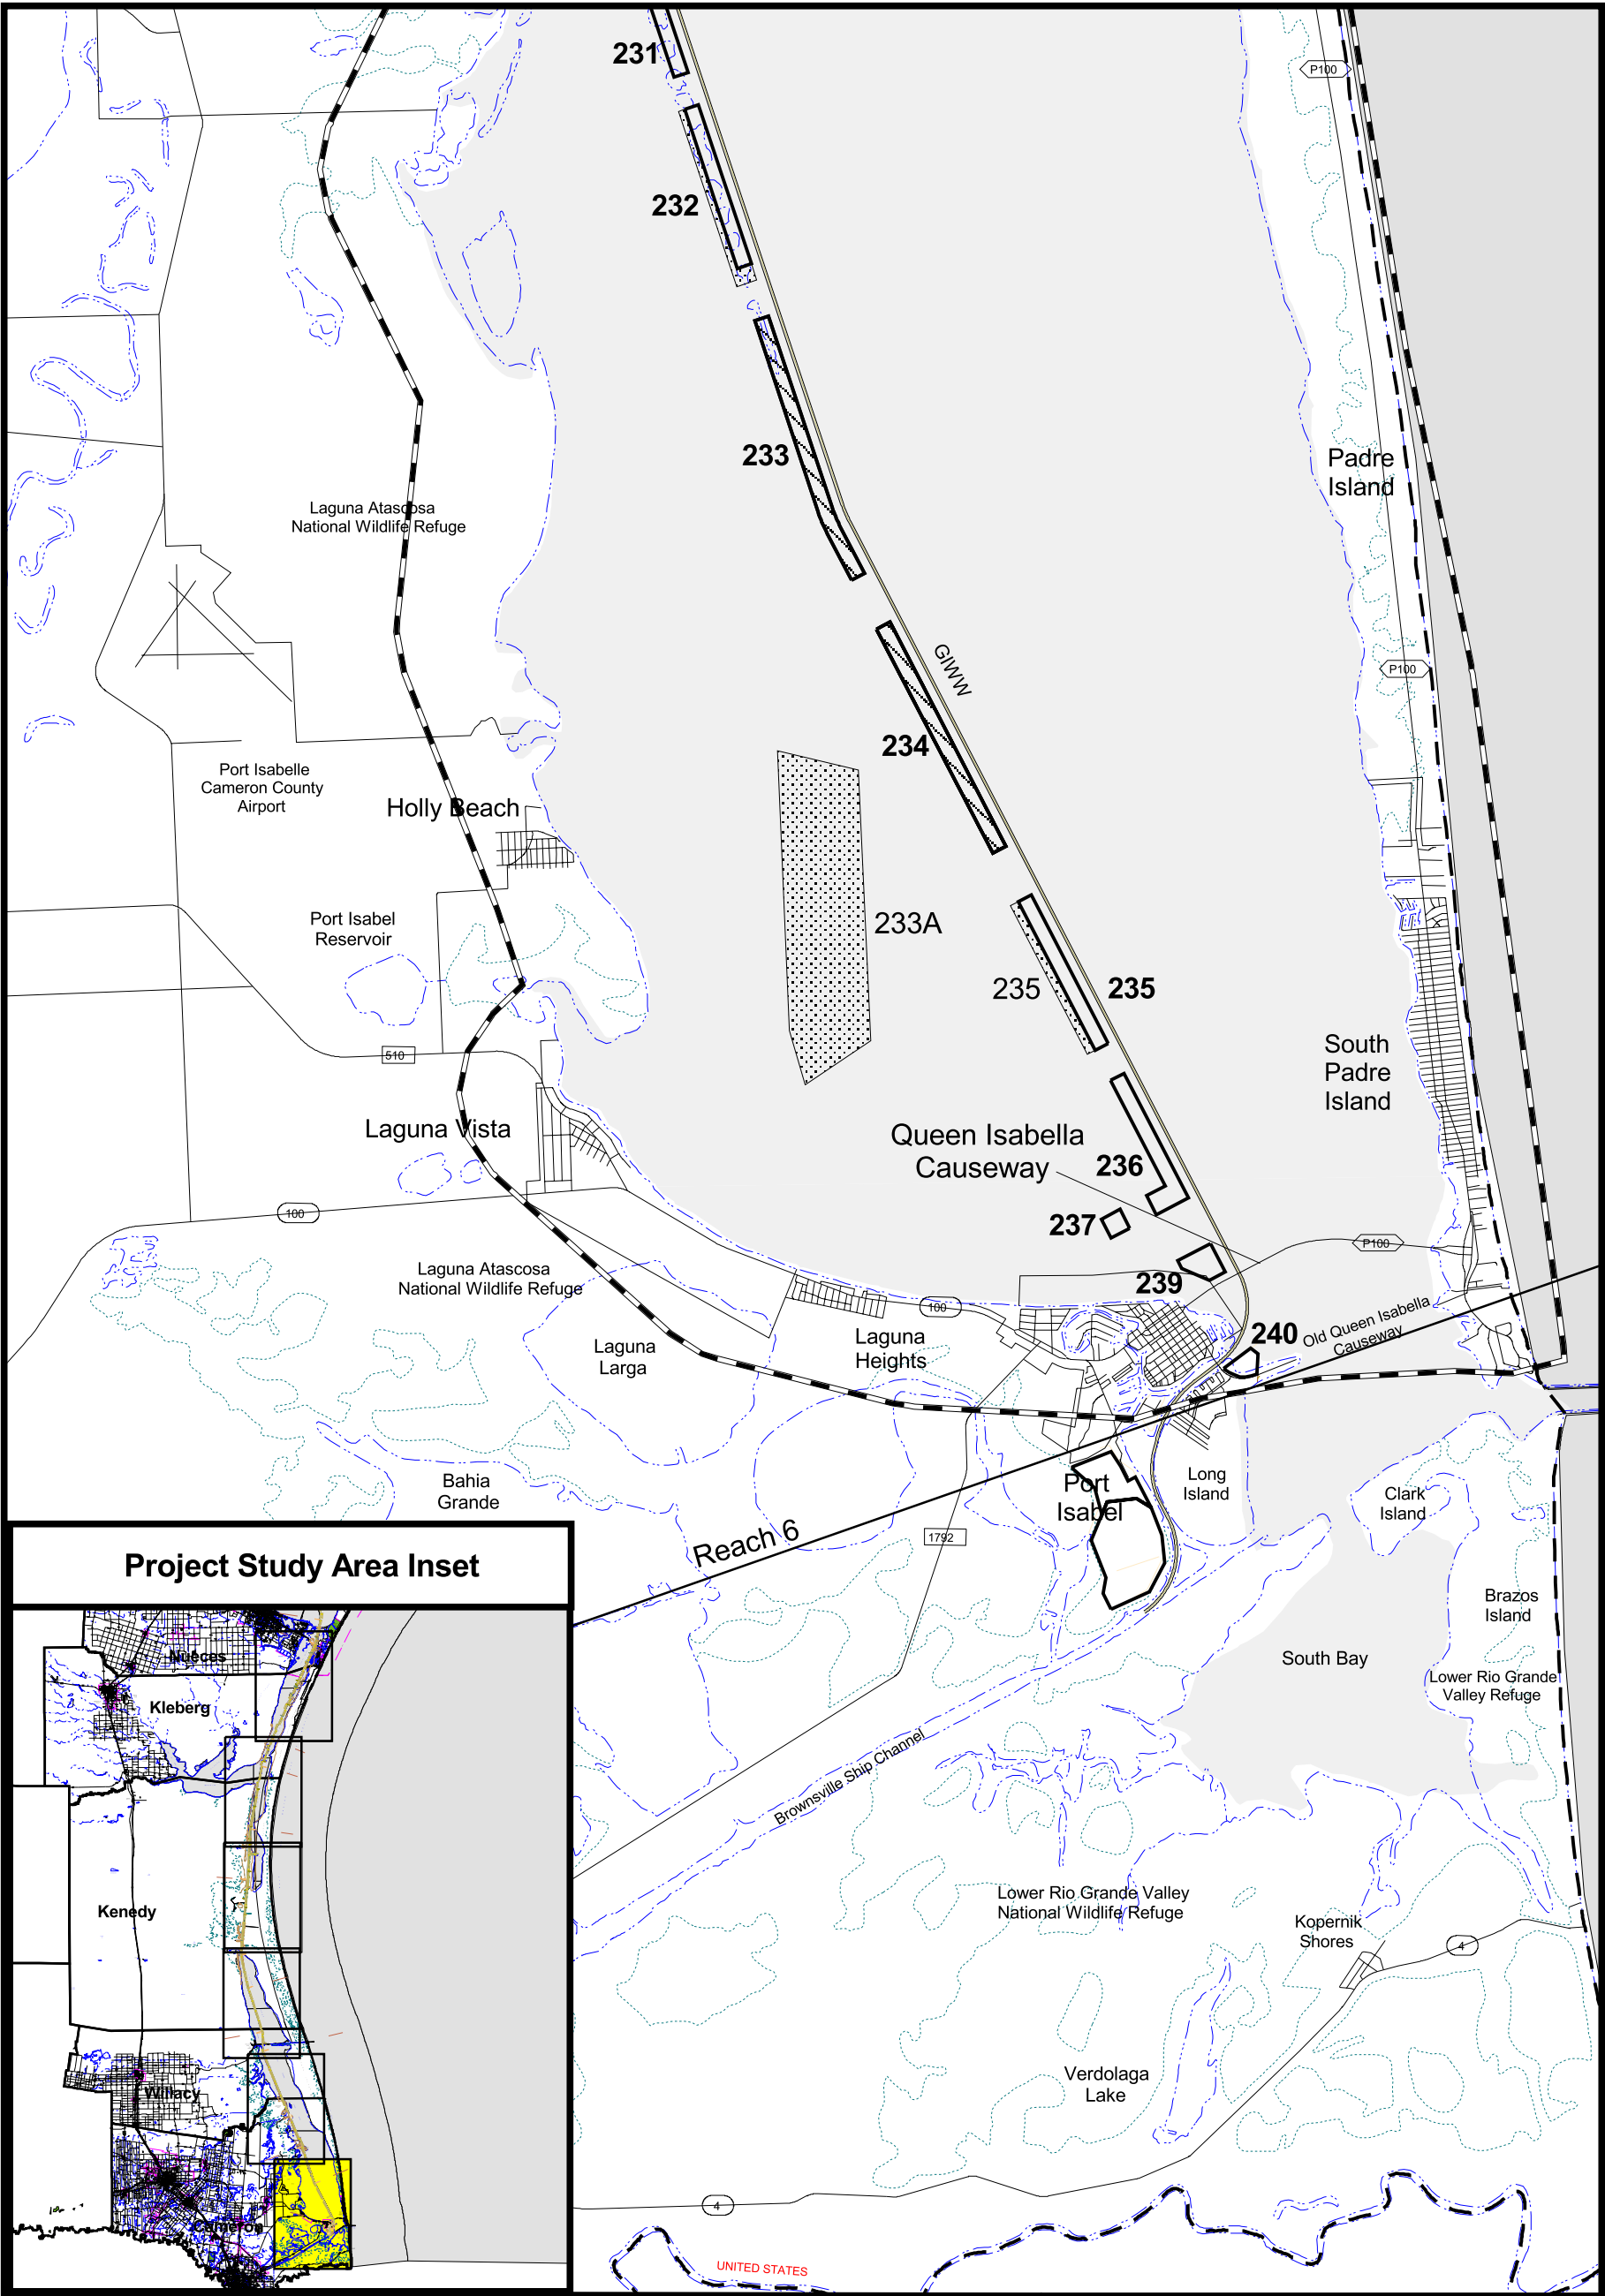 231
P100
232
233
Padre
Island
Laguna Atascosa
National Wildlife Refuge
GIWW
P100
234
Port Isabelle
Cameron County
Airport
Holly Beach
233A
Port Isabel
Reservoir
235
235
510
South
Padre
Island
Laguna Vista
Queen Isabella
Causeway
236
100
237
P100
Laguna Atascosa
National Wildlife Refuge
239
100
240
Old Queen Isabella
Causeway
Laguna
Larga
Laguna
Heights
Bahia
Grande
Port
Isabel
Long
Island
Clark
Island
Reach 6
1792
Project Study Area Inset
Brazos
Island
South Bay
Lower Rio Grande
Valley Refuge
Nueces
Kleberg
Brownsville Ship Channel
Kenedy
Lower Rio Grande Valley
National Wildlife Refuge
Kopernik
Shores
4
Verdolaga
Lake
Willacy
4
Cameron
UNITED STATES